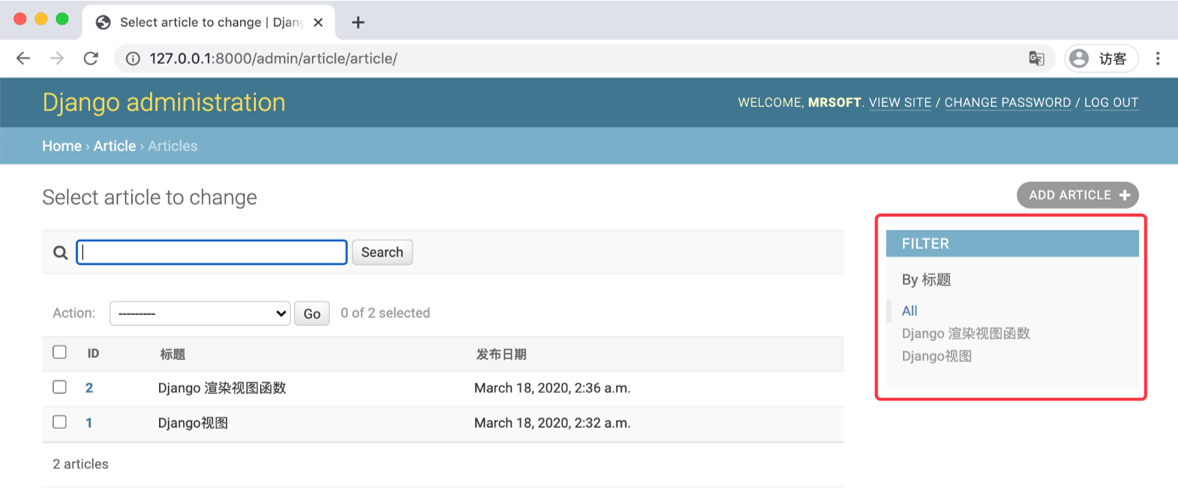 Select article to change | Djan
127.0.0.1:8000/admin/article/article/
访客
Django administration
WELCOME, MRSOFT. VIEW SITE / CHANGE PASSWORD / LOG OUT
Home › Article › Articles
Select article to change
ADD ARTICLE +
Search
FILTER
By 标题
All
Django 渲染视图函数
Django视图
Action: --------- Go 0 of 2 selected
ID 标题 发布日期
2 Django 渲染视图函数 March 18, 2020, 2:36 a.m.
1 Django视图 March 18, 2020, 2:32 a.m.
2 articles